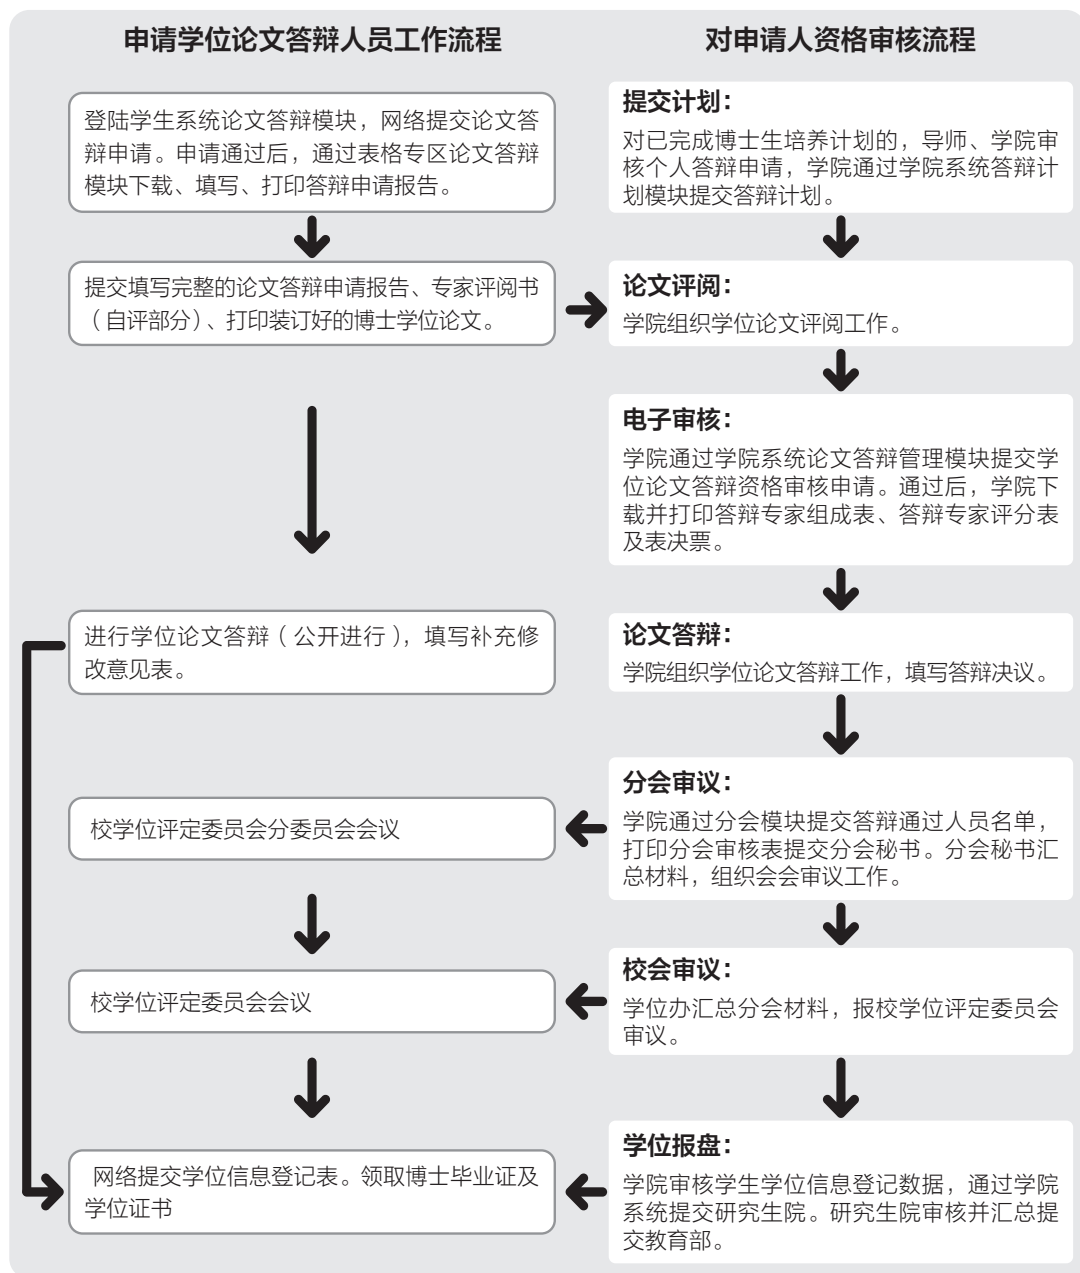 申请学位论文答辩人员工作流程
登陆学生系统论文答辩模块，网络提交论文答
辩申请。申请通过后，通过表格专区论文答辩
模块下载、填写、打印答辩申请报告。
提交填写完整的论文答辩申请报告、专家评阅书
（自评部分）、打印装订好的博士学位论文。
进行学位论文答辩（公开进行），填写补充修
改意见表。
校学位评定委员会分委员会会议
校学位评定委员会会议
网络提交学位信息登记表。领取博士毕业证及
学位证书
对申请人资格审核流程
提交计划：
对已完成博士生培养计划的，导师、学院审
核个人答辩申请，学院通过学院系统答辩计
划模块提交答辩计划。
论文评阅：
学院组织学位论文评阅工作。
电子审核：
学院通过学院系统论文答辩管理模块提交学
位论文答辩资格审核申请。通过后，学院下
载并打印答辩专家组成表、答辩专家评分表
及表决票。
论文答辩：
学院组织学位论文答辩工作，填写答辩决议。
分会审议：
学院通过分会模块提交答辩通过人员名单，
打印分会审核表提交分会秘书。分会秘书汇
总材料，组织会会审议工作。
校会审议：
学位办汇总分会材料，报校学位评定委员会
审议。
学位报盘：
学院审核学生学位信息登记数据，通过学院
系统提交研究生院。研究生院审核并汇总提
交教育部。